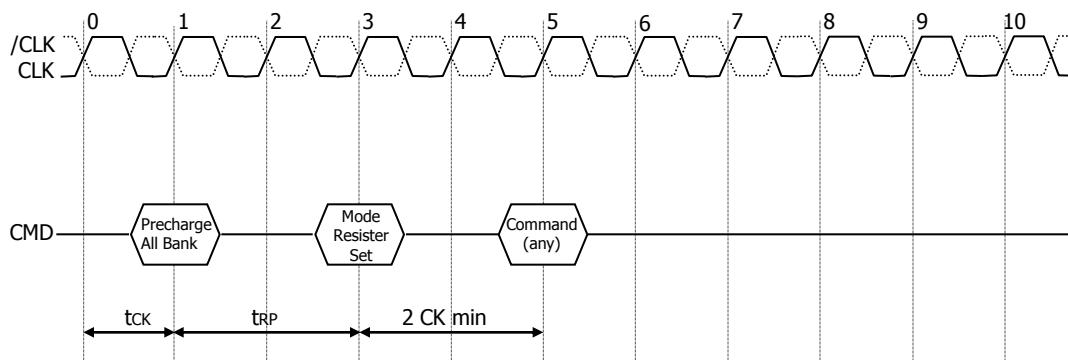 0 1 2 3 4 5 6 7 8 9 10
/CLK
CLK
CMD
Precharge
All Bank
Mode
Resister
Set
Command
(any)
tCK
tRP
2 CK min